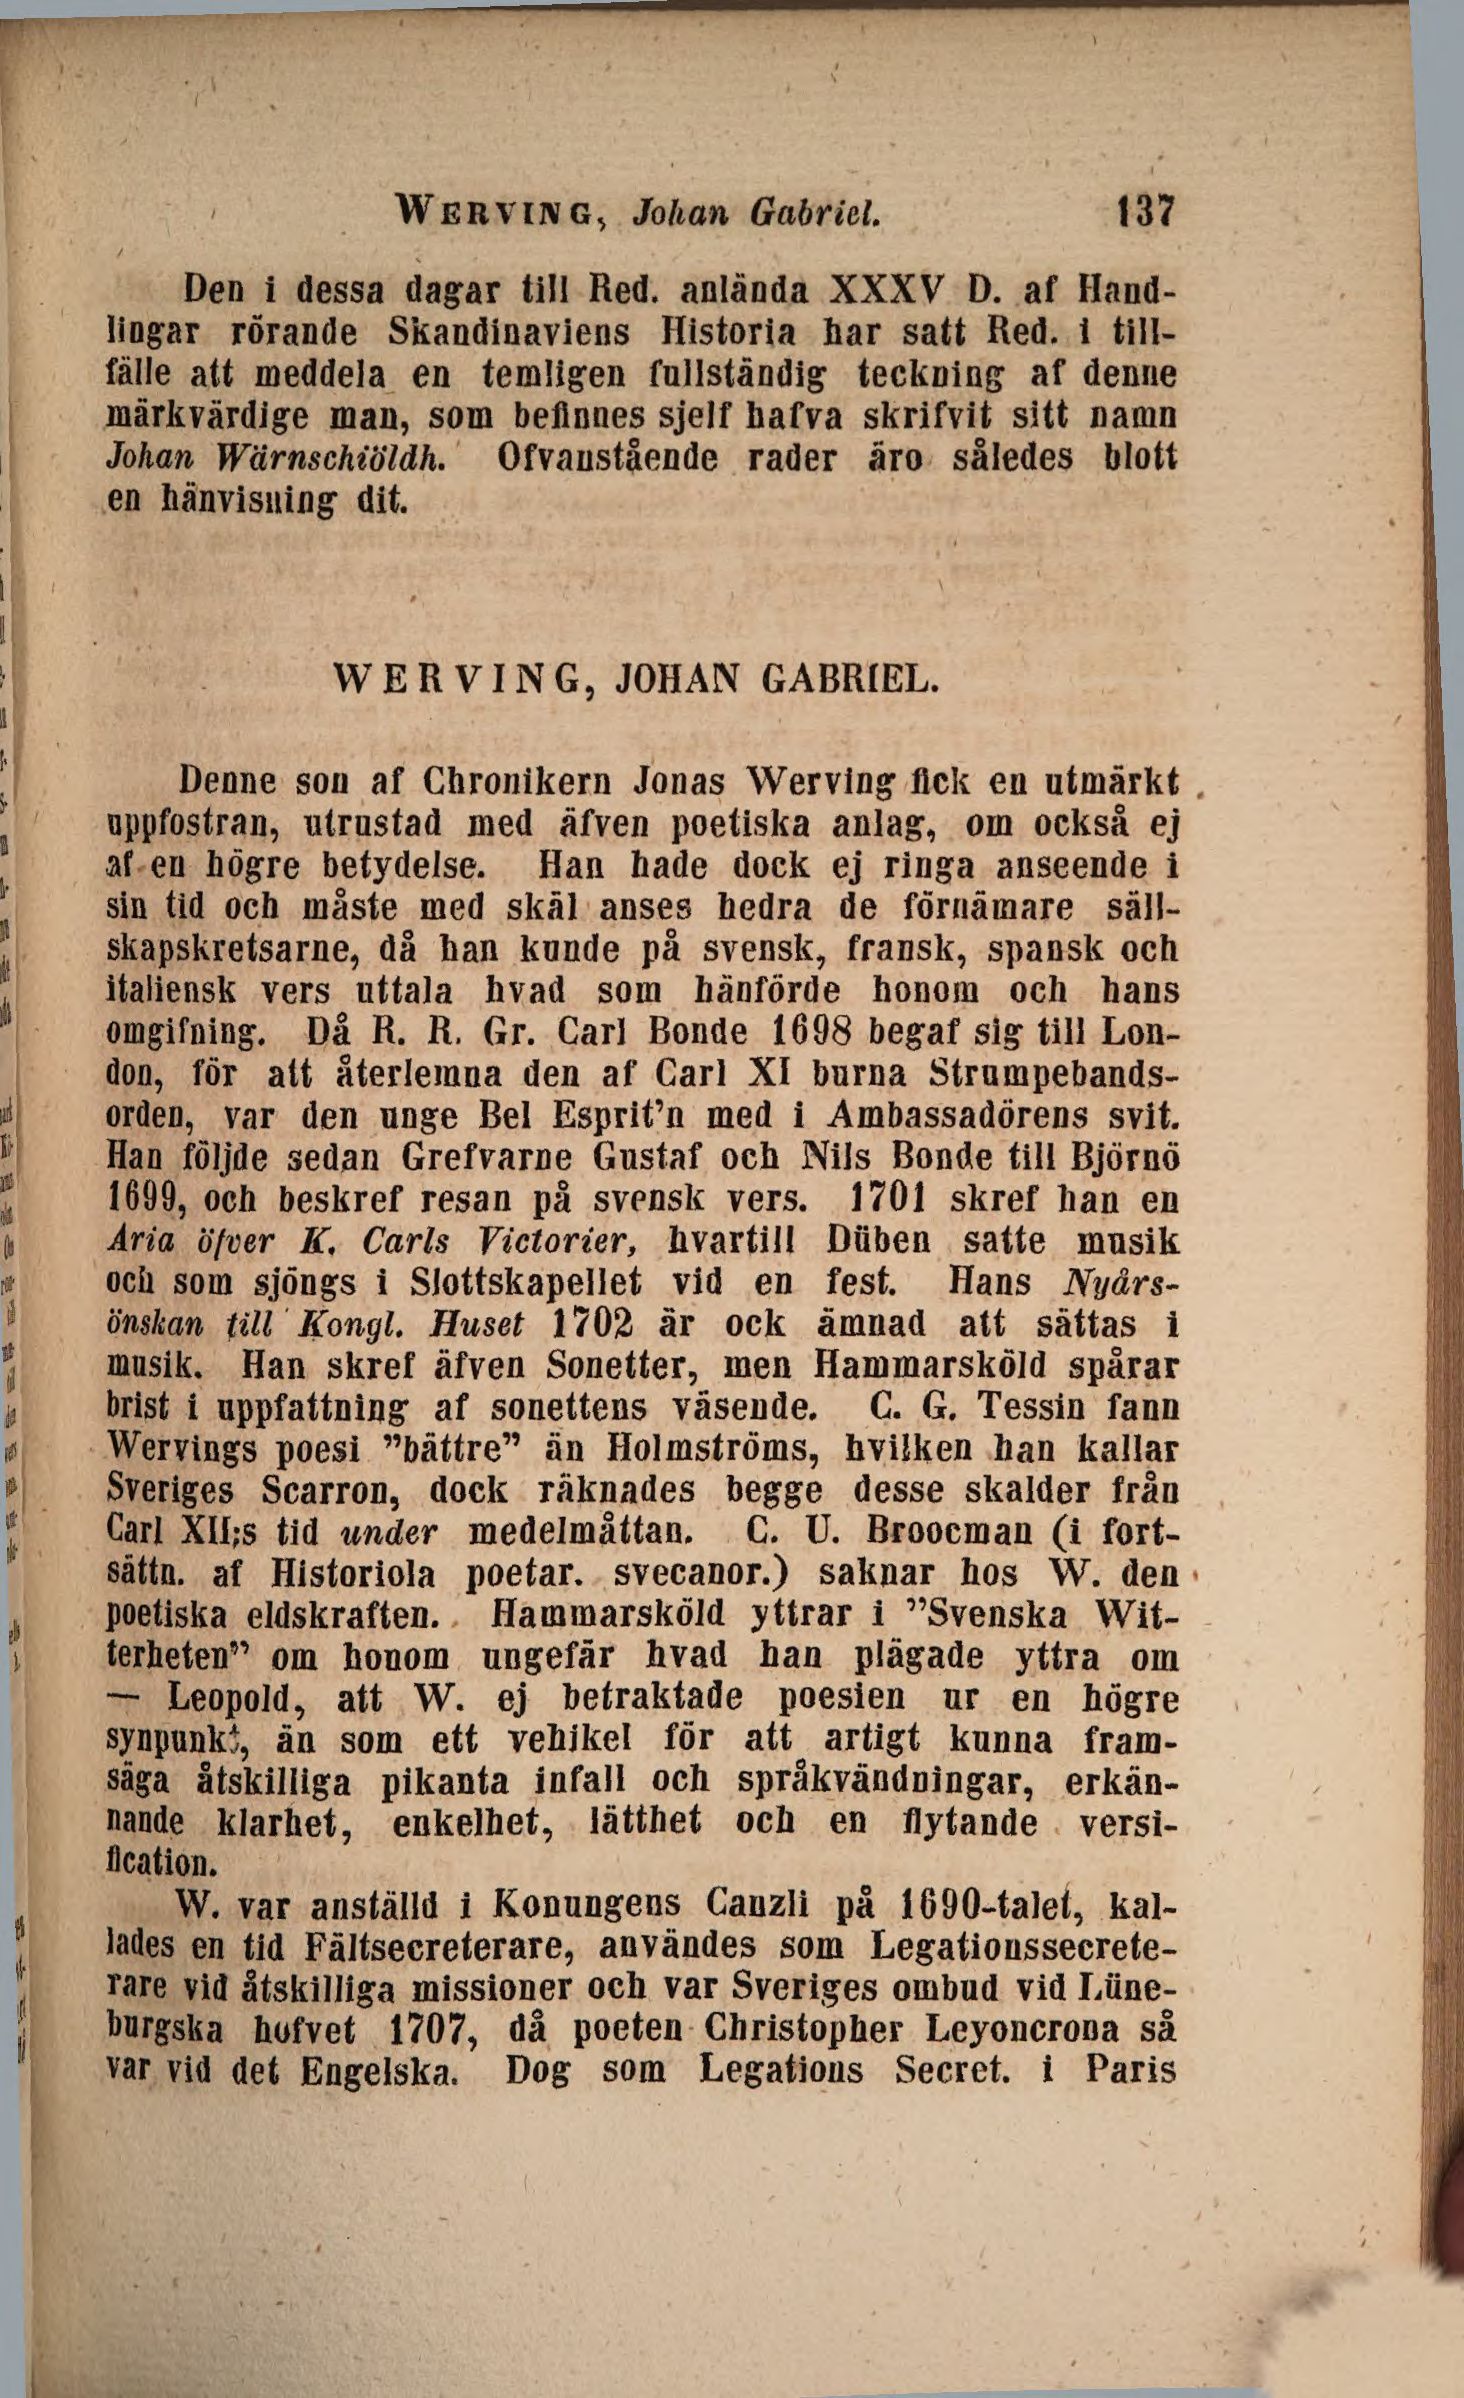 WERVING, Johan Gabriel. 137
Den i dessa dagar till Red. anlända XXXV D. af Hand-
lingar rörande Skandinaviens Historia har satt Red. i till-
fälle att meddela en temligen fullständig teckning af denne
märkvärdige man, som befinnes sjelf hafva skrifvit sitt namn
Johan Wärnschiöldh. Ofvanstående rader äro således blott
en hänvisning dit.
WERVING, JOHAN GABRIEL.
Denne son af Chronikern Jonas Werving fick en utmärkt
uppfostran, utrustad med äfven poetiska anlag, om också ej
af en högre betydelse. Han hade dock ej ringa anseende i
sin tid och måste med skäl anses hedra de förnämare säll-
skapskretsarne, då han kunde på svensk, fransk, spansk och
italiensk vers uttala hvad som hänförde honom och hans
omgifning. Då R. R. Gr. Carl Bonde 1698 begaf sig till Lon-
don, för att återlemna den af Carl XI burna Strumpebands-
orden, var den unge Bel Esprit'n med i Ambassadörens svit.
Han följde sedan Grefvarne Gustaf och Nils Bonde till Björnö
1699, och beskref resan på svensk vers. 1701 skref han en
Aria öfver K. Carls Victorier, hvartill Düben satte musik
och som sjöngs i Slottskapellet vid en fest. Hans Nyårs-
önskan till Kongl. Huset 1702 är ock ämnad att sättas i
musik. Han skref äfven Sonetter, men Hammarsköld spårar
brist i uppfattning af sonettens väsende. C. G. Tessin fann
Wervings poesi ”bättre” än Holmströms, hvilken han kallar
Sveriges Scarron, dock räknades begge desse skalder från
Carl XII;s tid under medelmåttan. C. U. Broocman (i fort-
sättn. af Historiola poetar. svecanor.) saknar hos W. den
poetiska eldskraften. Hammarsköld yttrar i ”Svenska Wit-
terheten” om honom ungefär hvad han plägade yttra om
— Leopold, att W. ej betraktade poesien ur en högre
synpunkt, än som ett vehikel för att artigt kunna fram-
säga åtskilliga pikanta infall och språkvändningar, erkän-
nande klarhet, enkelhet, lätthet och en flytande versi-
fication.
W. var anställd i Konungens Canzli på 1690-talet, kal-
lades en tid Fältsecreterare, användes som Legationssecrete-
rare vid åtskilliga missioner och var Sveriges ombud vid Lüne-
burgska hofvet 1707, då poeten Christopher Leyoncrona så
var vid det Engelska. Dog som Legations Secret. i Paris